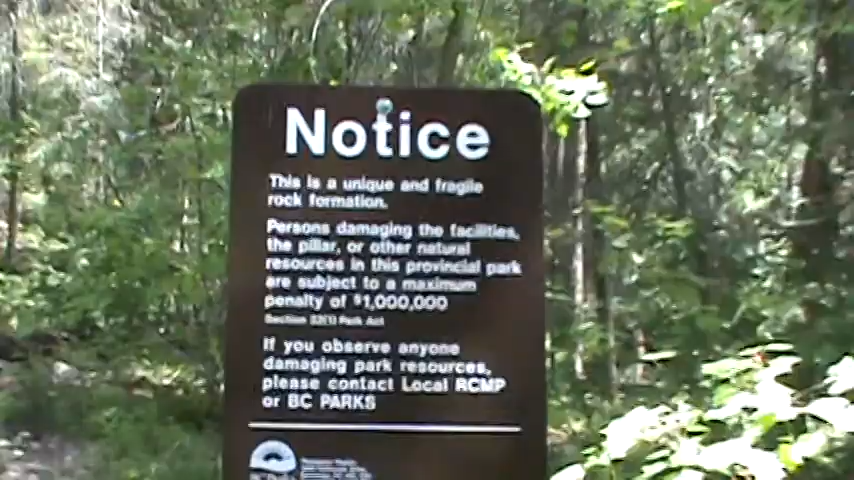 Notice
This is a unique and fragile
rock formation.
Persons damaging the facilities,
the pillar, or other natural
resources in this provincial park
are subject to a maximum
penalty of $1,000,000
Park Act
If you observe anyone
damaging park resources,
please contact Local RCMP
or BC PARKS